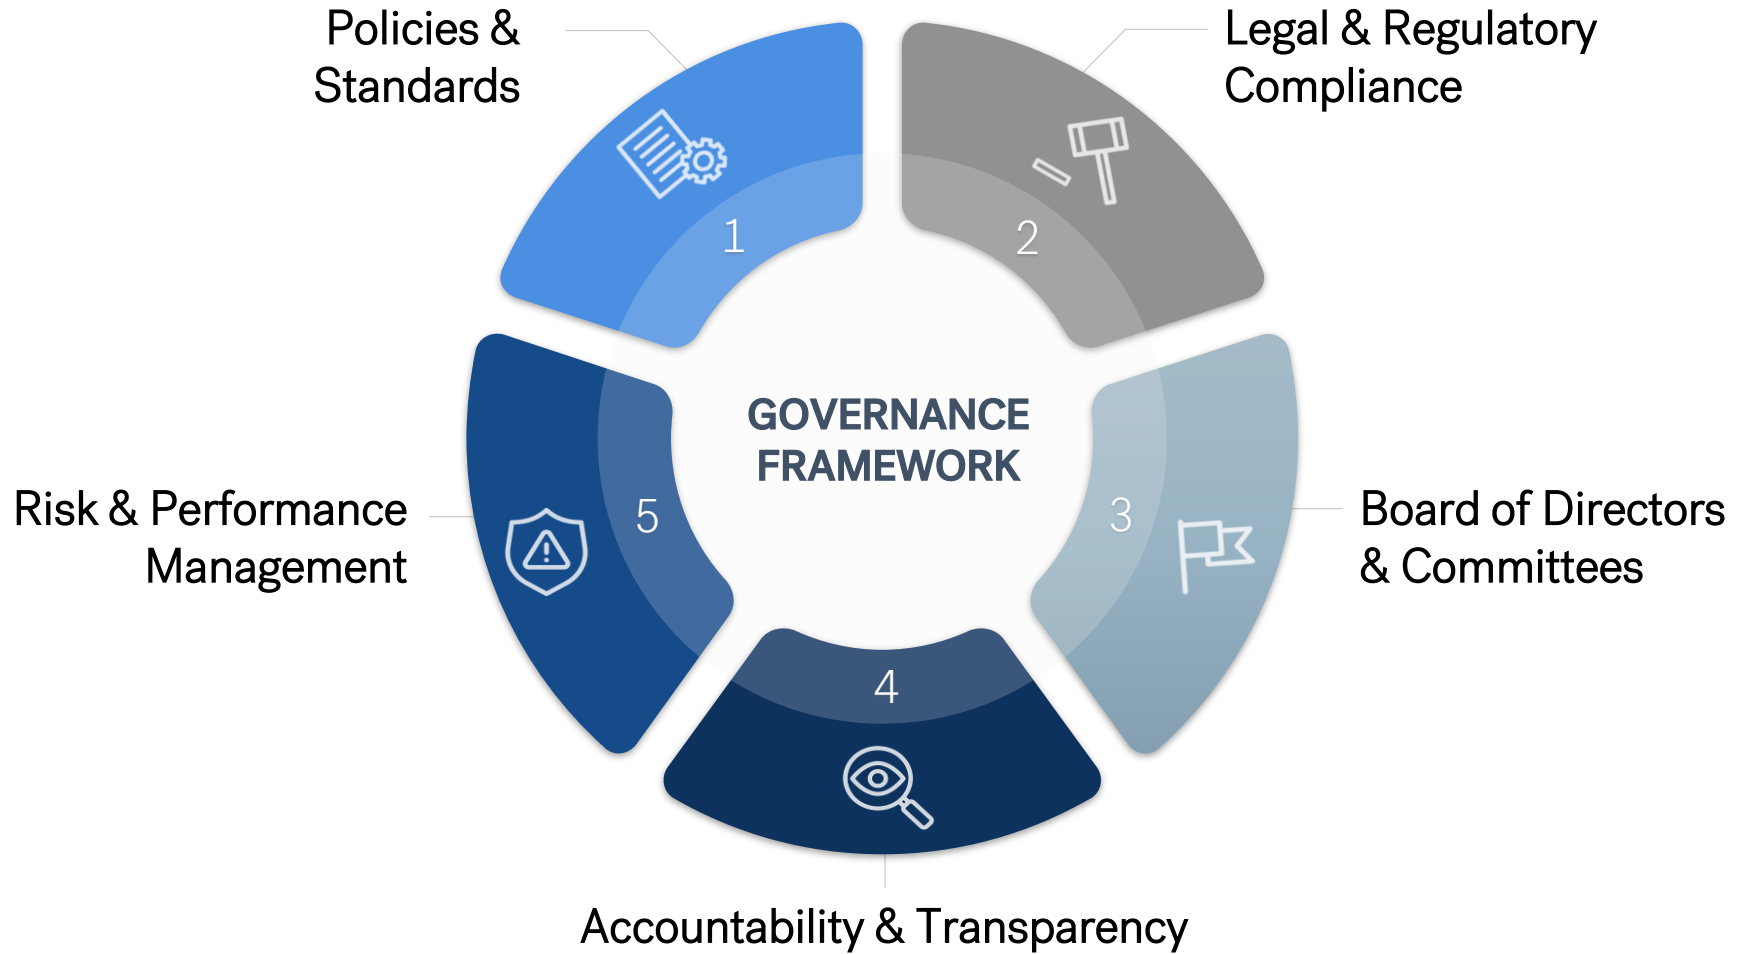 Policies &
Standards
1
Legal & Regulatory
Compliance
2
GOVERNANCE
FRAMEWORK
Board of Directors
& Committees
3
Accountability & Transparency
4
Risk & Performance
Management
5